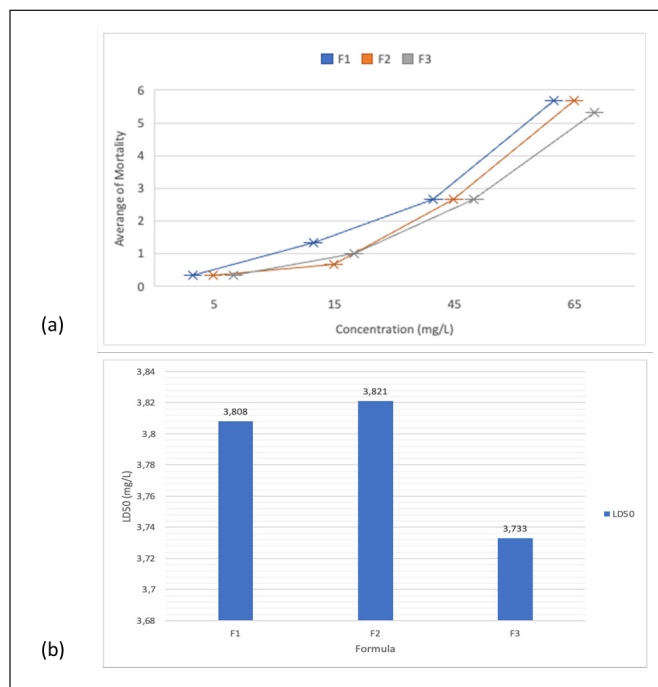 F1 F2 F3
6
5
4
3
2
1
0
Averange of Mortality
5 15 45 65
Concentration (mg/L)
(a)
3,84
3,82
3,8
3,78
3,76
3,74
3,72
3,7
3,68
LD50 (mg/L)
3,808
3,821
3,733
LD50
F1 F2 F3
Formula
(b)